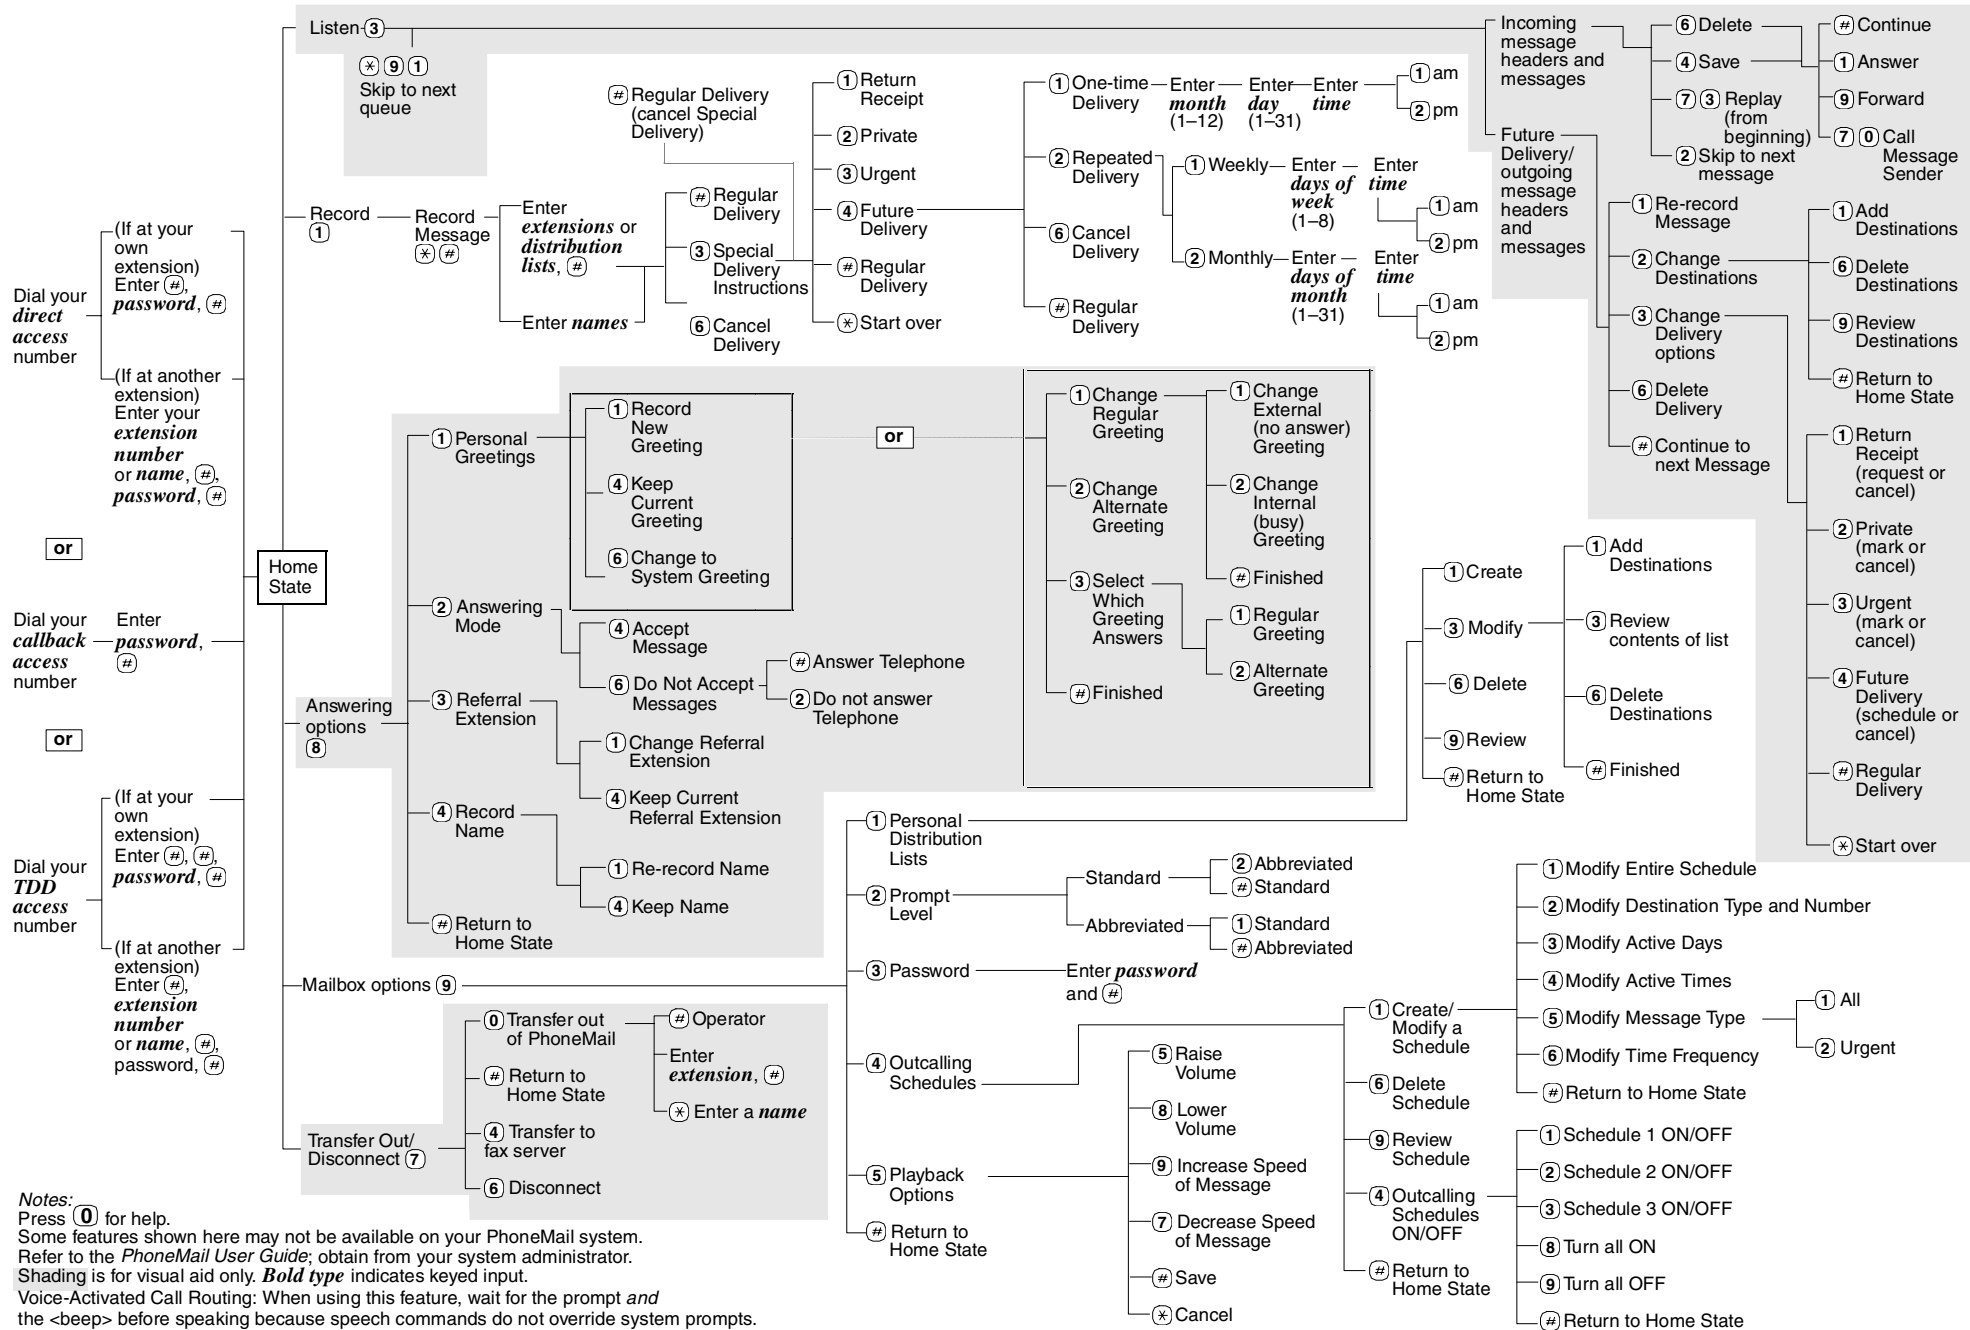 Dial your
direct
access
number
(If at your
own
extension)
Enter #,
password, #
(If at another
extension)
Enter your
extension
number
or name, #,
password, #
or
Dial your
callback
access
number
Enter
password,
#
or
Dial your
TDD
access
number
(If at your
own
extension)
Enter #, #,
password, #
(If at another
extension)
Enter #,
extension
number
or name, #,
password, #
Home
State
Listen 3
* 9 1
Skip to next
queue
Incoming
message
headers and
messages
6 Delete
4 Save
7 3 Replay
(from
beginning)
2 Skip to next
message
# Continue
1 Answer
9 Forward
7 0 Call
Message
Sender
Future
Delivery/
outgoing
message
headers
and
messages
1 Re-record
Message
2 Change
Destinations
3 Change
Delivery
options
6 Delete
Delivery
# Continue to
next Message
1 Add
Destinations
6 Delete
Destinations
9 Review
Destinations
# Return to
Home State
1 Return
Receipt
(request or
cancel)
2 Private
(mark or
cancel)
3 Urgent
(mark or
cancel)
4 Future
Delivery
(schedule or
cancel)
# Regular
Delivery
* Start over
Record
1
Record
Message
* #
Enter
extensions or
distribution
lists, #
Enter names
# Regular Delivery
(cancel Special
Delivery)
# Regular
Delivery
3 Special
Delivery
Instructions
6 Cancel
Delivery
1 Return
Receipt
2 Private
3 Urgent
4 Future
Delivery
# Regular
Delivery
* Start over
1 One-time
Delivery
Enter
month
(1–12)
Enter
day
(1–31)
Enter
time
1 am
2 pm
2 Repeated
Delivery
1 Weekly
Enter
days of
week
(1–8)
Enter
time
1 am
2 pm
2 Monthly
Enter
days of
month
(1–31)
Enter
time
1 am
2 pm
6 Cancel
Delivery
# Regular
Delivery
Answering
options
8
1 Personal
Greetings
1 Record
New
Greeting
4 Keep
Current
Greeting
6 Change to
System Greeting
or
1 Change
Regular
Greeting
2 Change
Alternate
Greeting
3 Select
Which
Greeting
Answers
# Finished
1 Change
External
(no answer)
Greeting
2 Change
Internal
(busy)
Greeting
# Finished
1 Regular
Greeting
2 Alternate
Greeting
2 Answering
Mode
4 Accept
Message
6 Do Not Accept
Messages
# Answer Telephone
2 Do not answer
Telephone
3 Referral
Extension
1 Change Referral
Extension
4 Keep Current
Referral Extension
4 Record
Name
1 Re-record Name
4 Keep Name
# Return to
Home State
Mailbox options 9
1 Personal
Distribution
Lists
1 Create
3 Modify
6 Delete
9 Review
# Return to
Home State
1 Add
Destinations
3 Review
contents of list
6 Delete
Destinations
# Finished
2 Prompt
Level
Standard
2 Abbreviated
# Standard
Abbreviated
1 Standard
# Abbreviated
3 Password
Enter password
and #
4 Outcalling
Schedules
1 Create/
Modify a
Schedule
6 Delete
Schedule
9 Review
Schedule
4 Outcalling
Schedules
ON/OFF
# Return to
Home State
1 Modify Entire Schedule
2 Modify Destination Type and Number
3 Modify Active Days
4 Modify Active Times
5 Modify Message Type
6 Modify Time Frequency
# Return to Home State
1 All
2 Urgent
1 Schedule 1 ON/OFF
2 Schedule 2 ON/OFF
3 Schedule 3 ON/OFF
8 Turn all ON
9 Turn all OFF
# Return to Home State
5 Playback
Options
5 Raise
Volume
8 Lower
Volume
9 Increase Speed
of Message
7 Decrease Speed
of Message
# Save
* Cancel
# Return to
Home State
Transfer Out/
Disconnect 7
0 Transfer out
of PhoneMail
# Return to
Home State
4 Transfer to
fax server
6 Disconnect
# Operator
Enter
extension, #
* Enter a name
Notes:
Press 0 for help.
Some features shown here may not be available on your PhoneMail system.
Refer to the PhoneMail User Guide; obtain from your system administrator.
Shading is for visual aid only. Bold type indicates keyed input.
Voice-Activated Call Routing: When using this feature, wait for the prompt and
the <beep> before speaking because speech commands do not override system prompts.